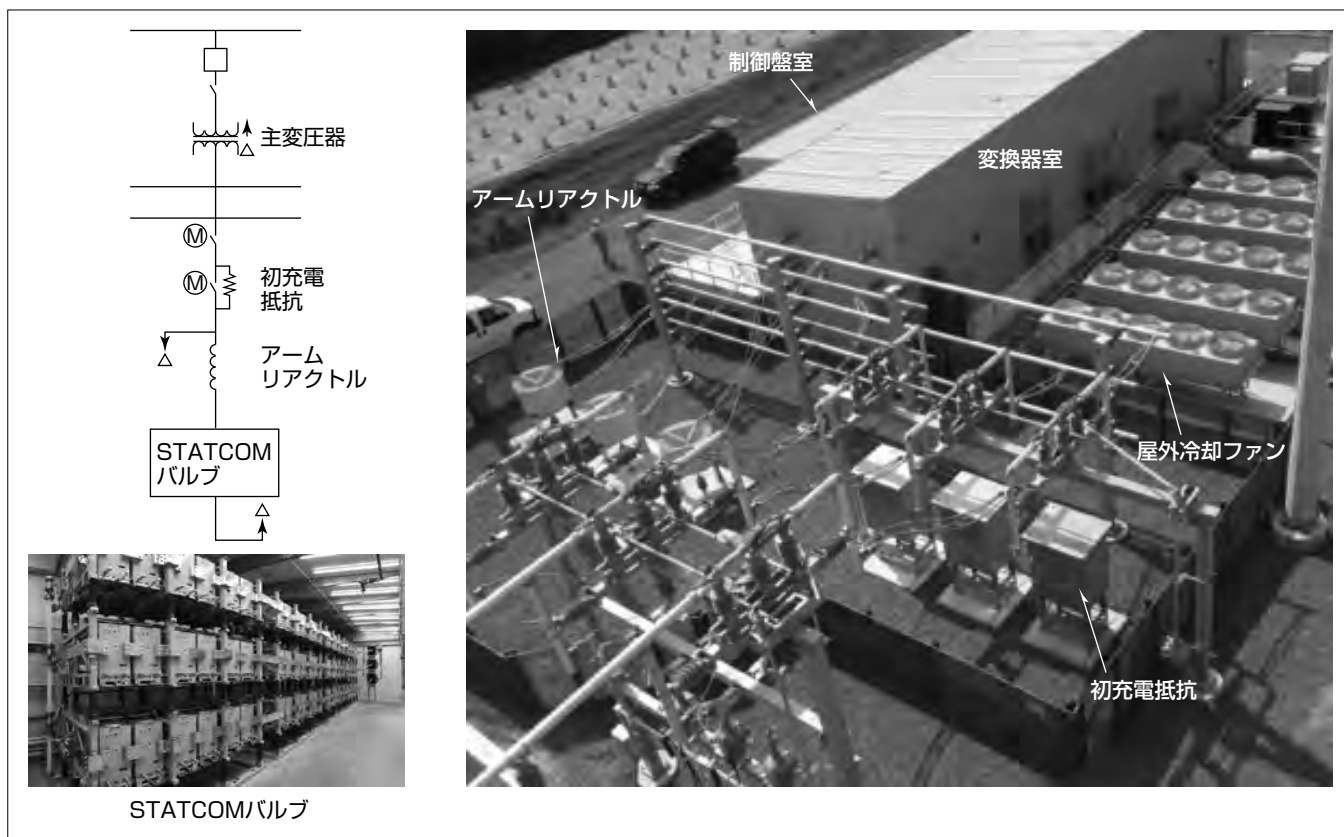 主変圧器
M
M
初充電
抵抗
アーム
リアクトル
STATCOM
バルブ
STATCOMバルブ
制御盤室
変換器室
アームリアクトル
屋外冷却ファン
初充電抵抗